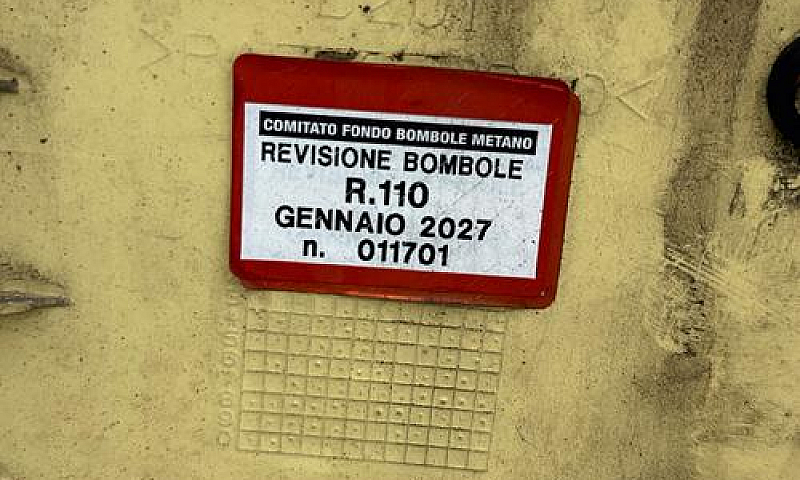 COMITATO FONDO BOMBOLE METANO
REVISIONE BOMBOLE
R.110
GENNAIO 2027
n. 011701